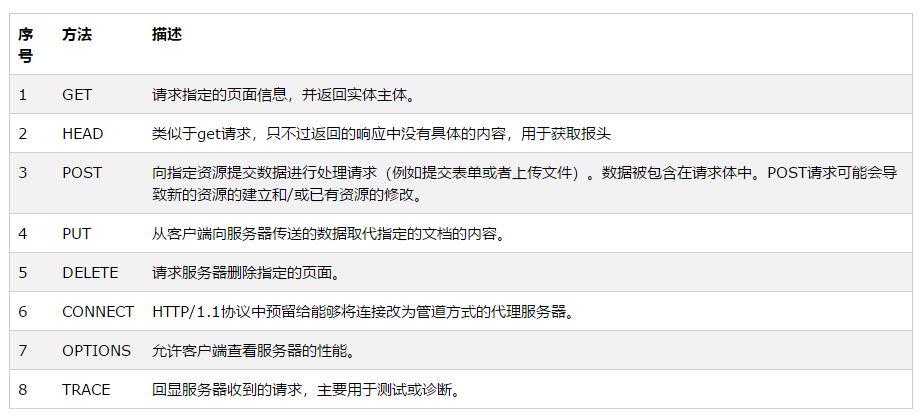 序号 方法 描述
1 GET 请求指定的页面信息，并返回实体主体。
2 HEAD 类似于get请求，只不过返回的响应中没有具体的内容，用于获取报头
3 POST 向指定资源提交数据进行处理请求（例如提交表单或者上传文件）。数据被包含在请求体中。POST请求可能会导
致新的资源的建立和/或已有资源的修改。
4 PUT 从客户端向服务器传送的数据取代指定的文档的内容。
5 DELETE 请求服务器删除指定的页面。
6 CONNECT HTTP/1.1协议中预留给能够将连接改为管道方式的代理服务器。
7 OPTIONS 允许客户端查看服务器的性能。
8 TRACE 回显服务器收到的请求，主要用于测试或诊断。